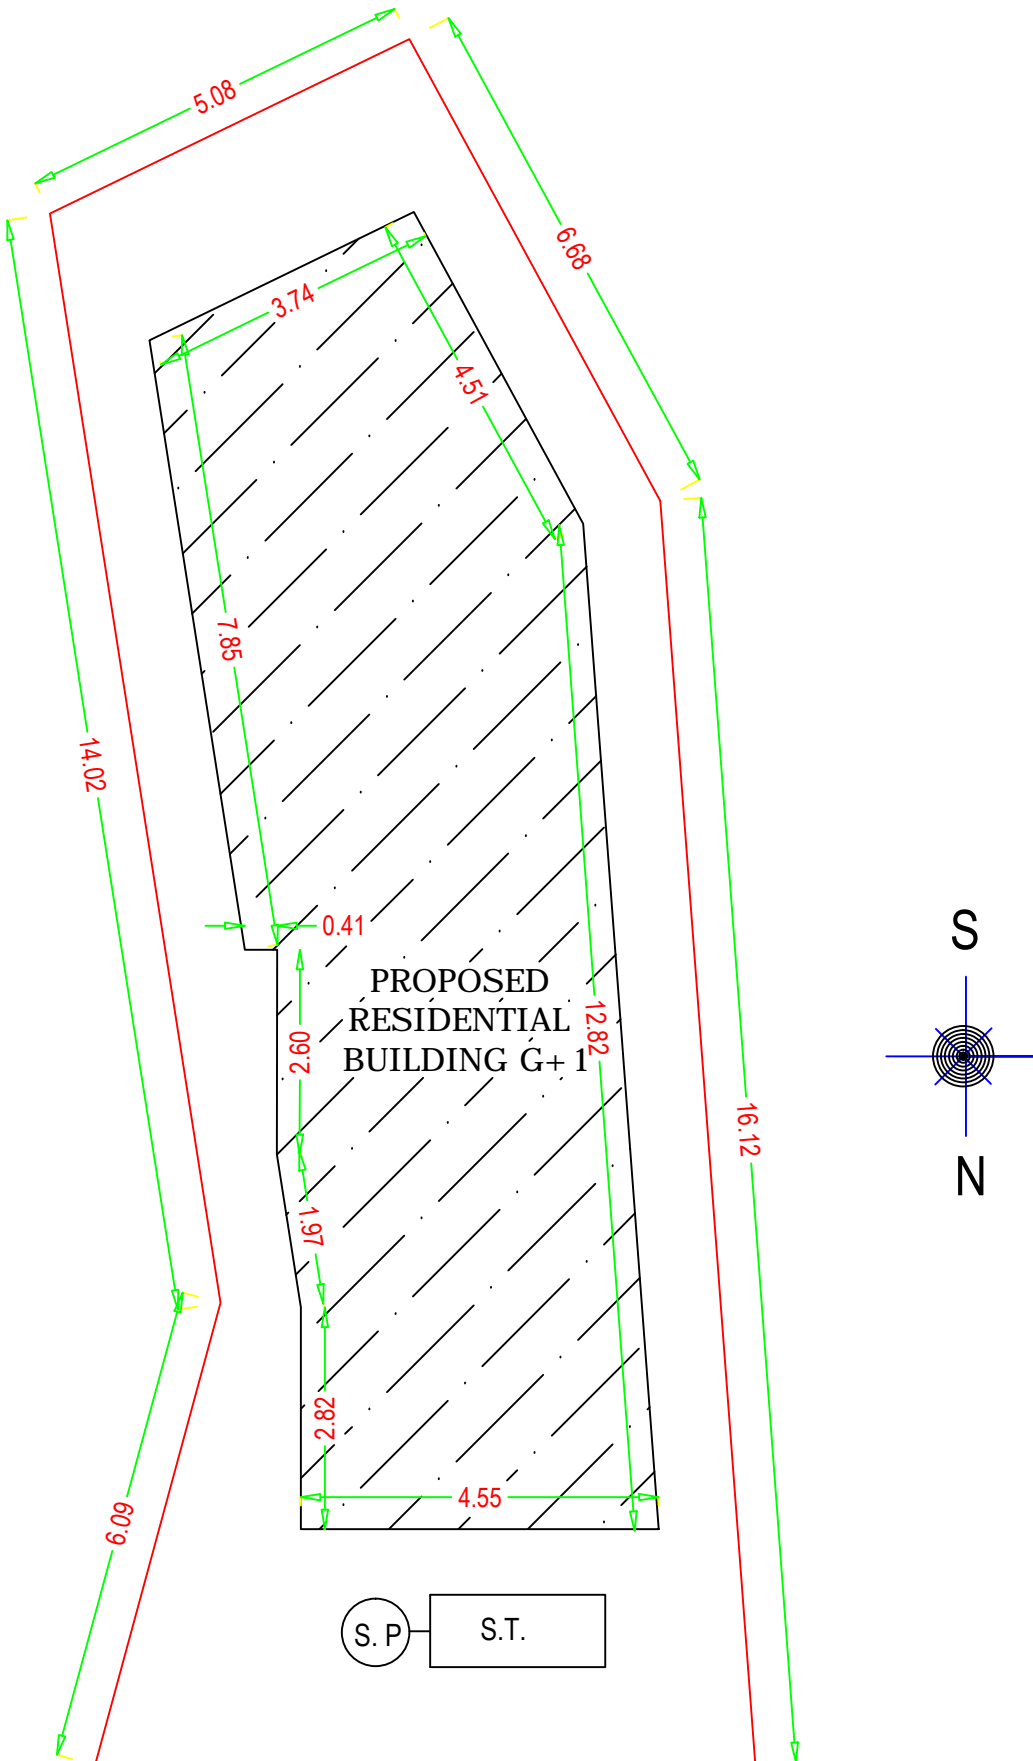 5.08
6.68
3.74
4.51
7.85
14.02
0.41
PROPOSED
RESIDENTIAL
BUILDING G+1
2.60
12.82
16.12
S
N
1.97
2.82
4.55
6.09
S. P
S.T.